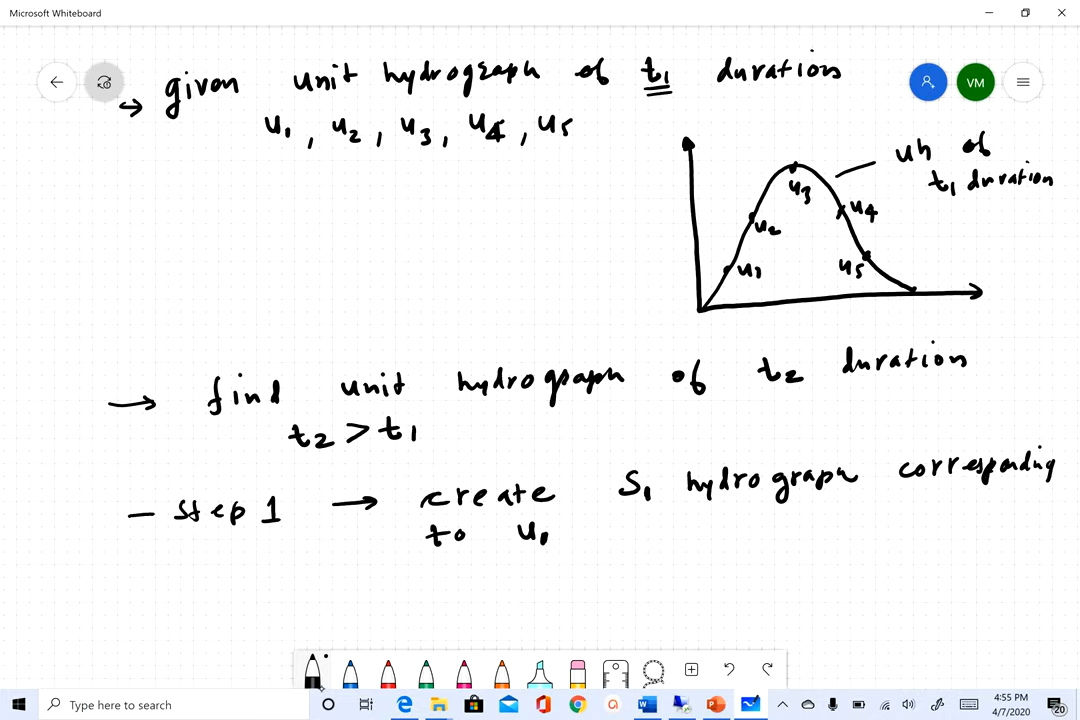 Microsoft Whiteboard
→ given unit hydrograph of t1 duration
u1, u2, u3, u4, u5
VM
uh of
t1 duration
u3
u4
u2
u1
u5
→ find unit hydrograph of t2 duration
t2 > t1
– step 1 → create S1 hydrograph corresponding
to u1
Type here to search
4:55 PM
4/7/2020
20